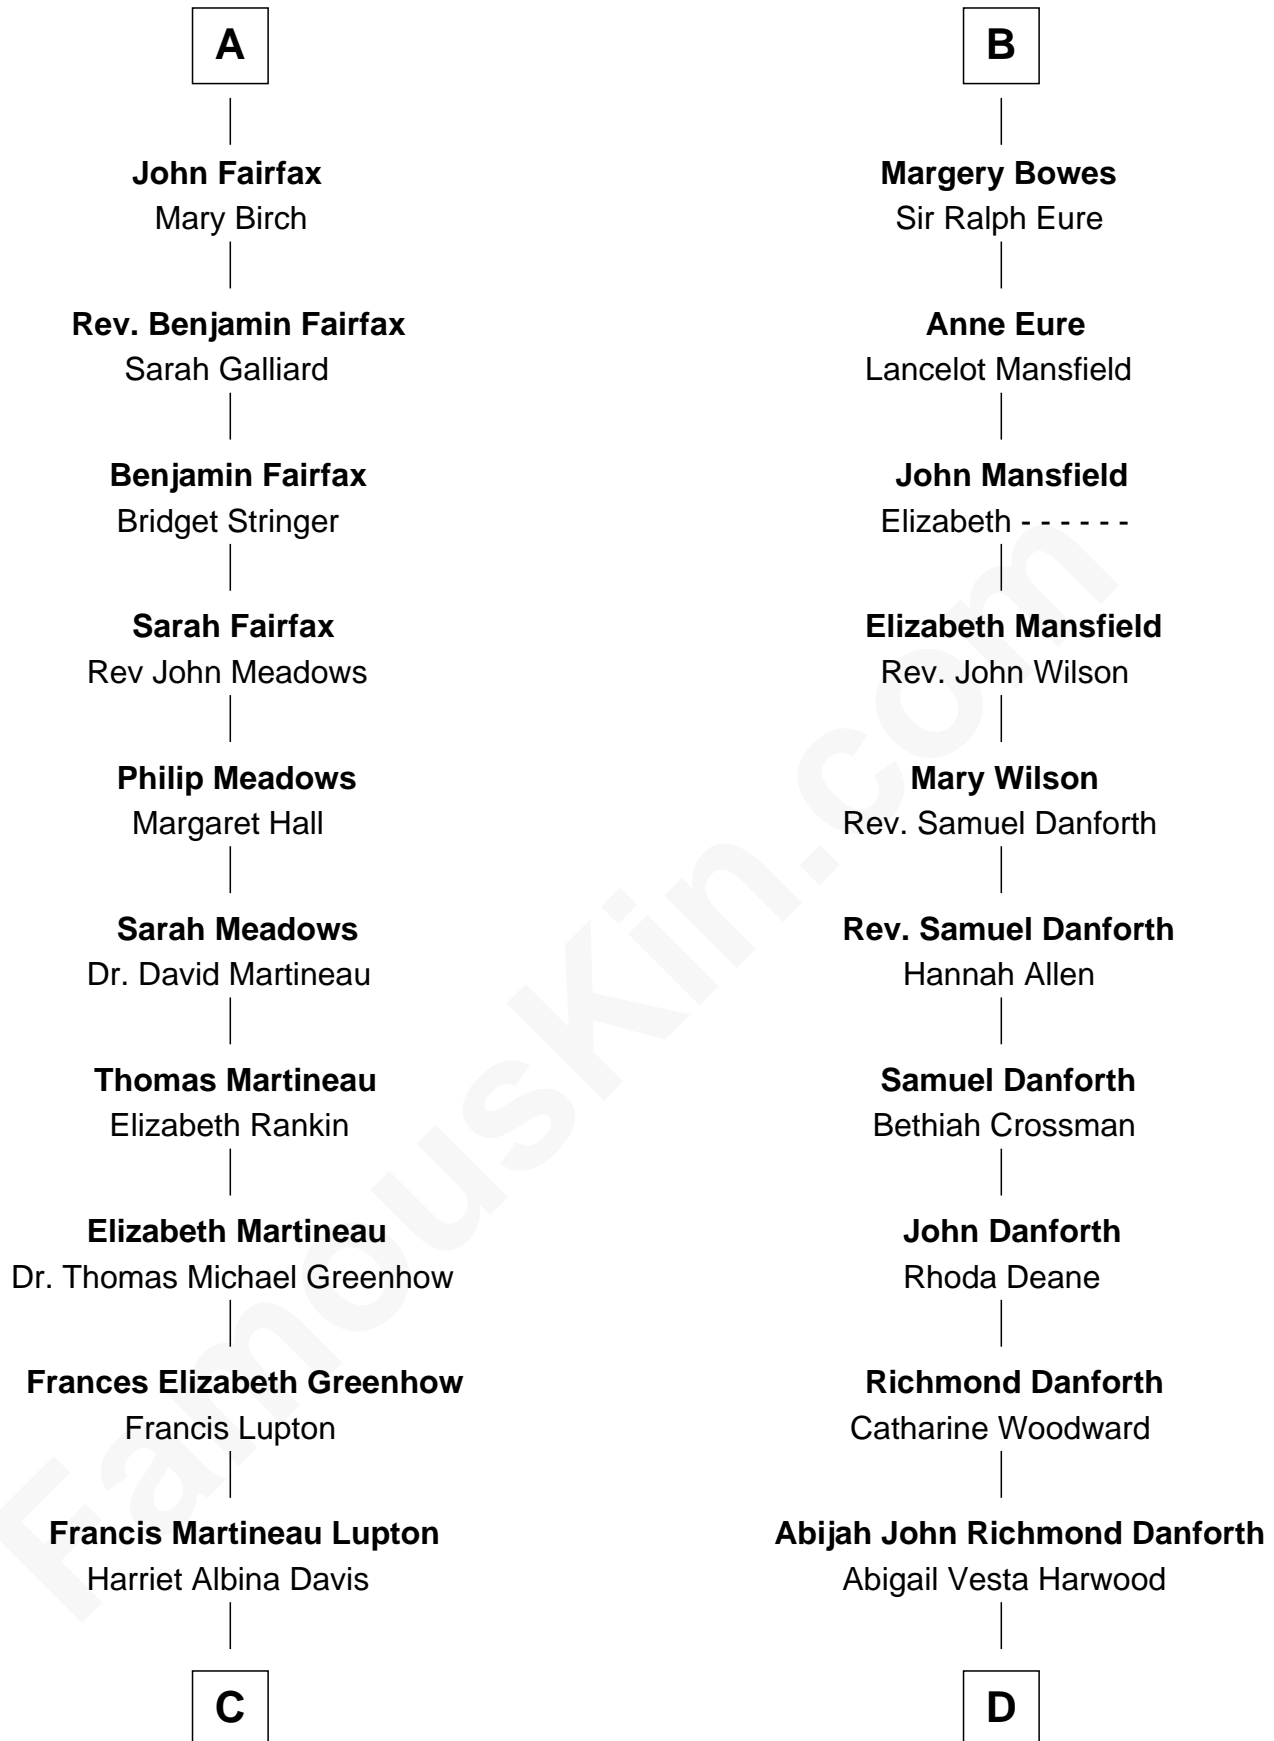 A
John Fairfax
Mary Birch
Rev. Benjamin Fairfax
Sarah Galliard
Benjamin Fairfax
Bridget Stringer
Sarah Fairfax
Rev John Meadows
Philip Meadows
Margaret Hall
Sarah Meadows
Dr. David Martineau
Thomas Martineau
Elizabeth Rankin
Elizabeth Martineau
Dr. Thomas Michael Greenhow
Frances Elizabeth Greenhow
Francis Lupton
Francis Martineau Lupton
Harriet Albina Davis
C
B
Margery Bowes
Sir Ralph Eure
Anne Eure
Lancelot Mansfield
John Mansfield
Elizabeth - - - - - -
Elizabeth Mansfield
Rev. John Wilson
Mary Wilson
Rev. Samuel Danforth
Rev. Samuel Danforth
Hannah Allen
Samuel Danforth
Bethiah Crossman
John Danforth
Rhoda Deane
Richmond Danforth
Catharine Woodward
Abijah John Richmond Danforth
Abigail Vesta Harwood
D
FamousKin.com